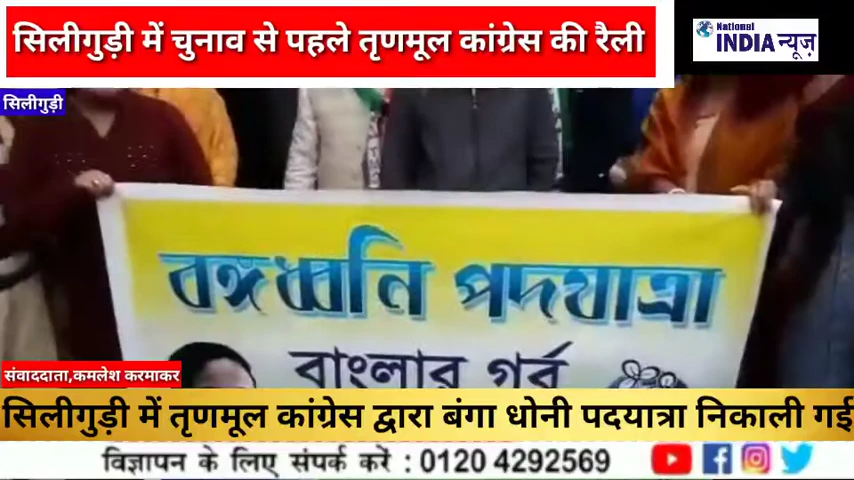 सिलीगुड़ी में चुनाव से पहले तृणमूल कांग्रेस की रैली
National
INDIA न्यूज़
सिलीगुड़ी
বঙ্গধ্বনি পদযাত্রা
বাংলার গর্ব
संवाददाता,कमलेश करमाकर
सिलीगुड़ी में तृणमूल कांग्रेस द्वारा बंगा धोनी पदयात्रा निकाली गई
विज्ञापन के लिए संपर्क करें : 0120 4292569